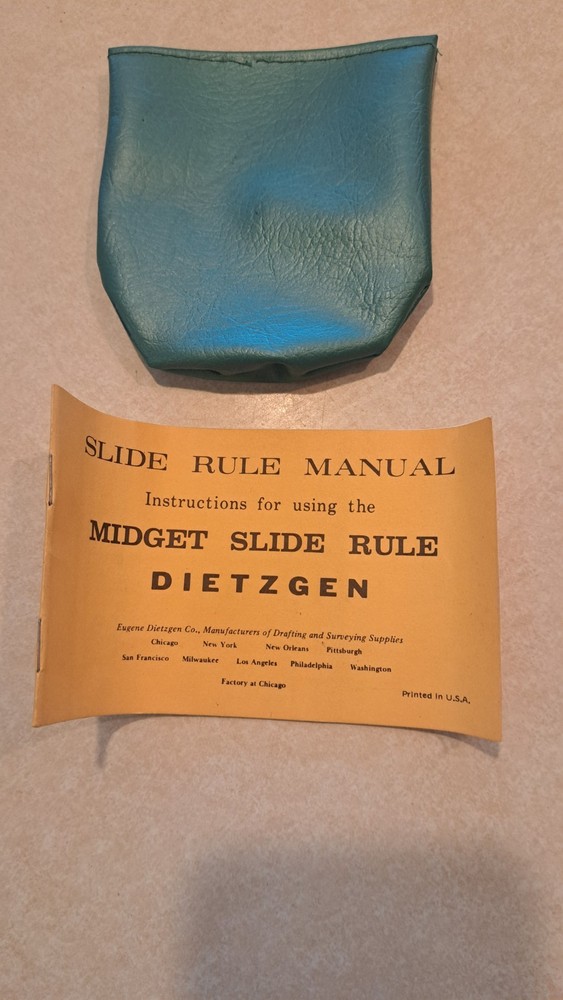 SLIDE RULE MANUAL
Instructions for using the
MIDGET SLIDE RULE
DIETZGEN
Eugene Dietzgen Co., Manufacturers of Drafting and Surveying Supplies
Chicago New York New Orleans Pittsburgh
San Francisco Milwaukee Los Angeles Philadelphia Washington
Factory at Chicago
Printed in U.S.A.